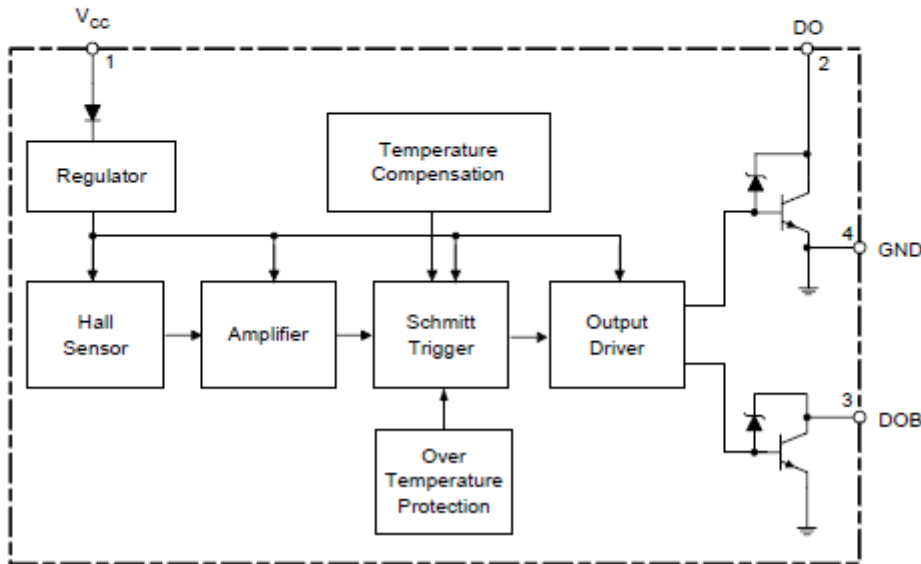 VCC
DO
1
2
Regulator
Temperature
Compensation
4
GND
Hall
Sensor
Amplifier
Schmitt
Trigger
Output
Driver
3
DOB
Over
Temperature
Protection